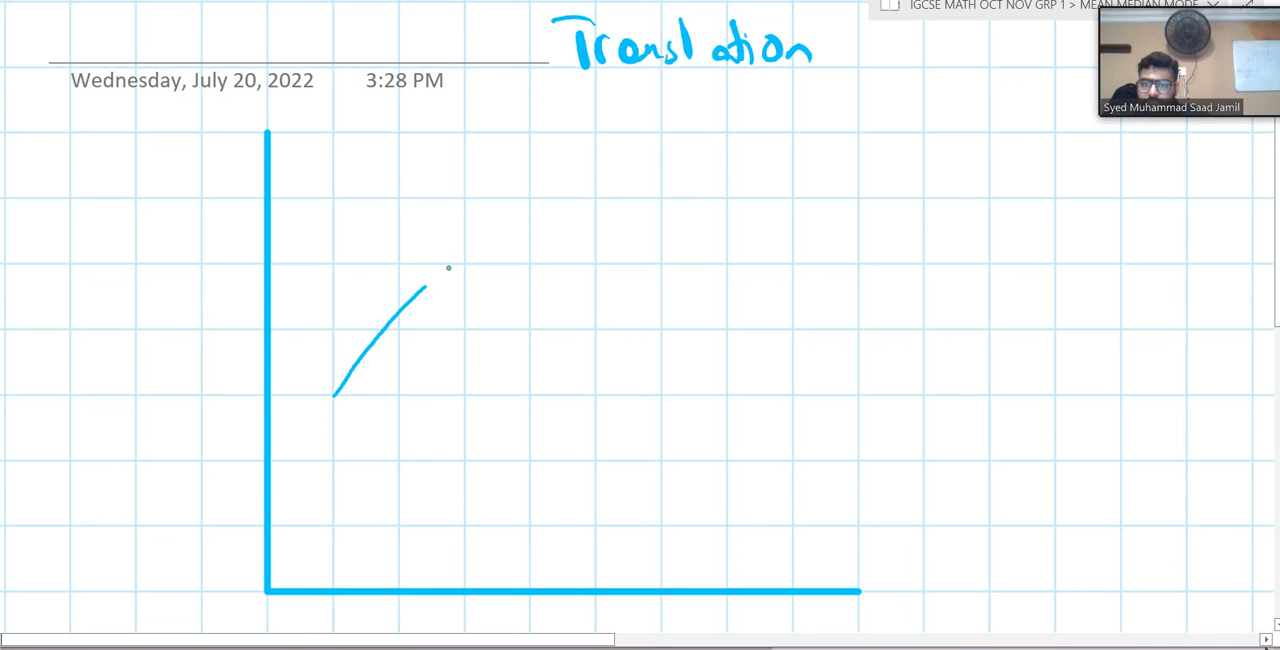 IGCSE MATH OCT NOV GRP 1 > MEAN MEDIAN MODE
Translation
Wednesday, July 20, 2022 3:28 PM
Syed Muhammad Saad Jamil